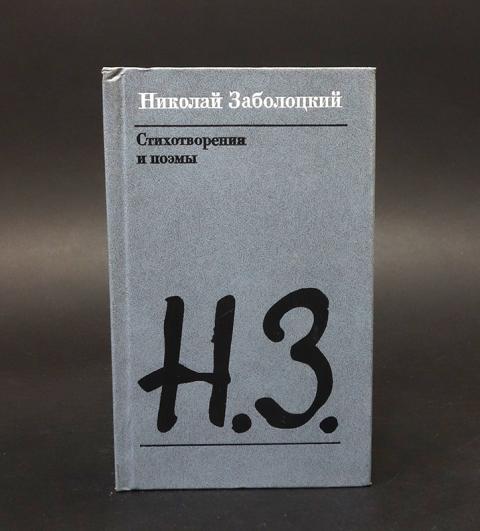 Николай Заболоцкий
Стихотворения
и поэмы
Н.З.